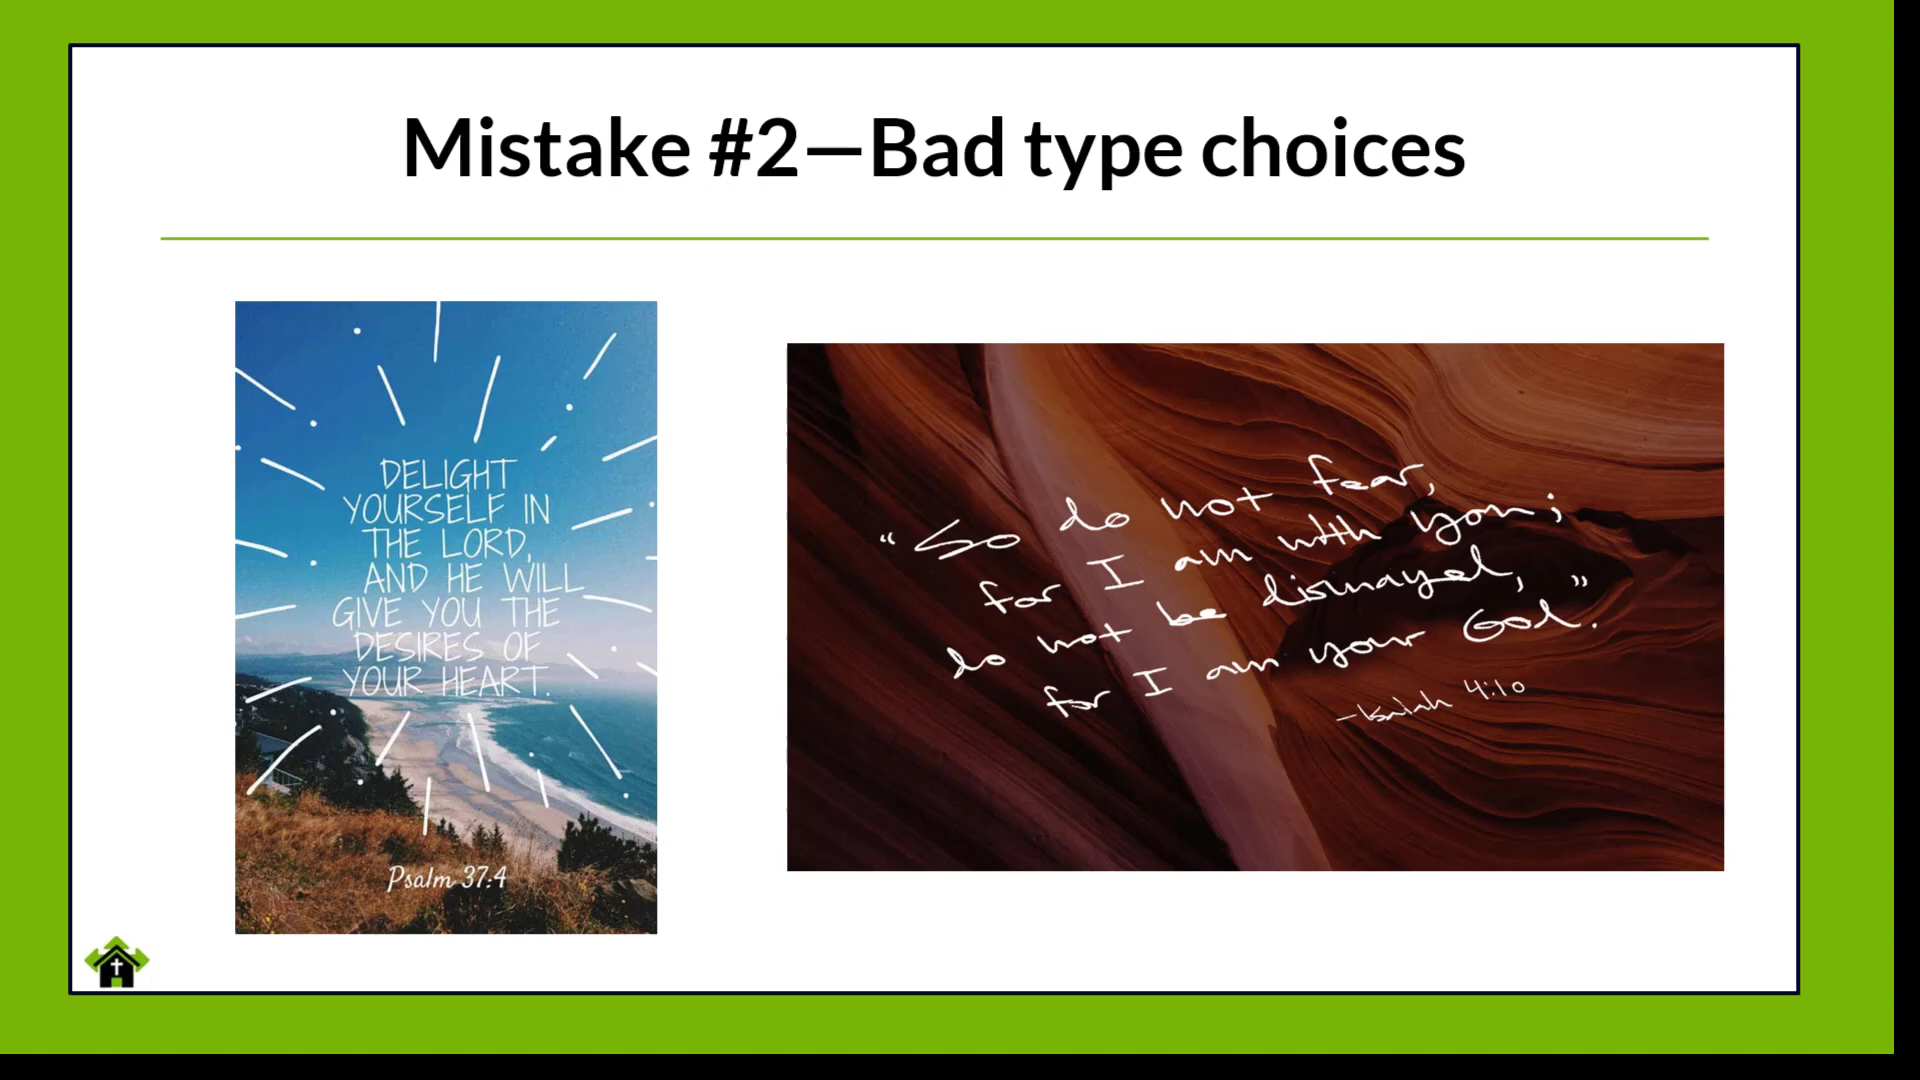 Mistake #2—Bad type choices
DELIGHT
YOURSELF IN
THE LORD,
AND HE WILL
GIVE YOU THE
DESIRES OF
YOUR HEART.
Psalm 37:4
“So do not fear,
for I am with you;
do not be dismayed,
for I am your God.”
-Isaiah 4:10